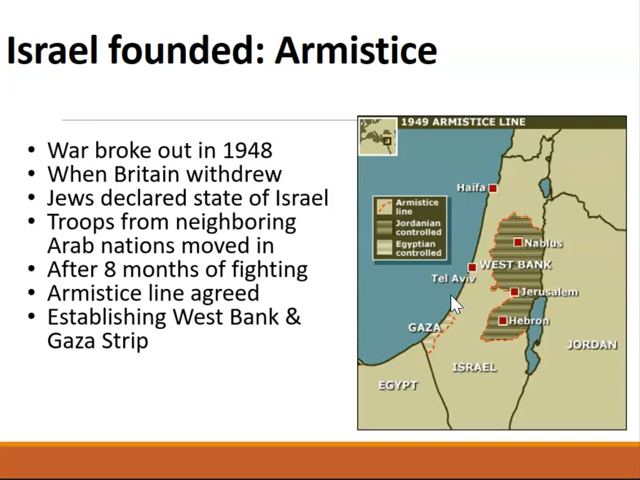 Israel founded: Armistice
• War broke out in 1948
• When Britain withdrew
• Jews declared state of Israel
• Troops from neighboring
Arab nations moved in
• After 8 months of fighting
• Armistice line agreed
• Establishing West Bank &
Gaza Strip
1949 ARMISTICE LINE
Haifa
Armistice
line
Jordanian
controlled
Egyptian
controlled
Nablus
WEST BANK
Tel Aviv
Jerusalem
Hebron
GAZA
JORDAN
ISRAEL
EGYPT